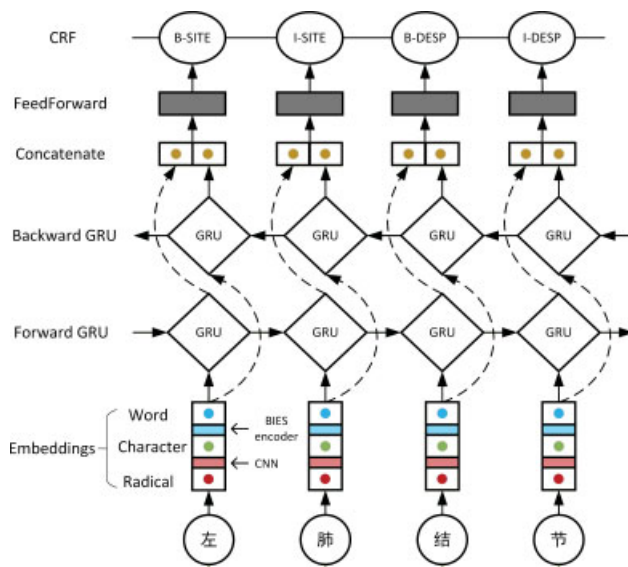 CRF B-SITE I-SITE B-DESP I-DESP
FeedForward
Concatenate
Backward GRU GRU GRU GRU GRU
Forward GRU GRU GRU GRU GRU
Word
BIES
encoder
Embeddings Character
CNN
Radical
左 肺 结 节